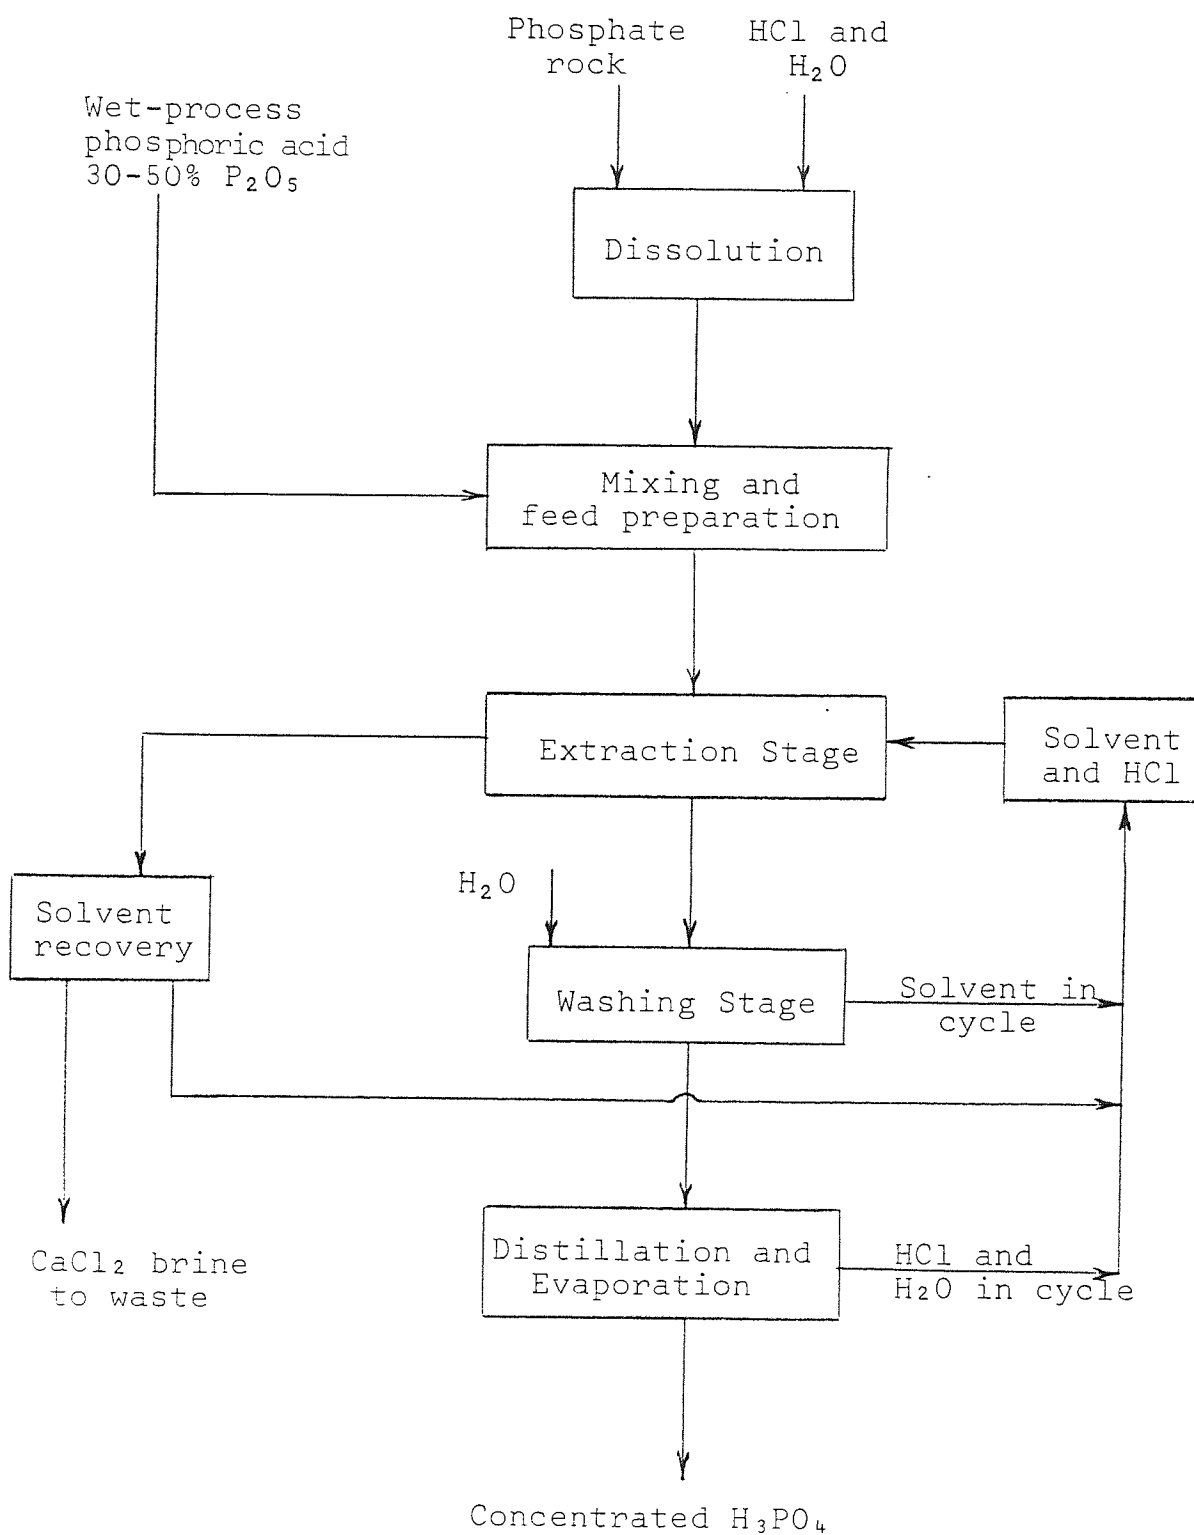 Phosphate
rock
HCl and
H₂O
Wet-process
phosphoric acid
30-50% P₂O₅
Dissolution
Mixing and
feed preparation
Extraction Stage
Solvent
and HCl
H₂O
Solvent
recovery
Washing Stage
Solvent in
cycle
Distillation and
Evaporation
HCl and
H₂O in cycle
CaCl₂ brine
to waste
Concentrated H₃PO₄